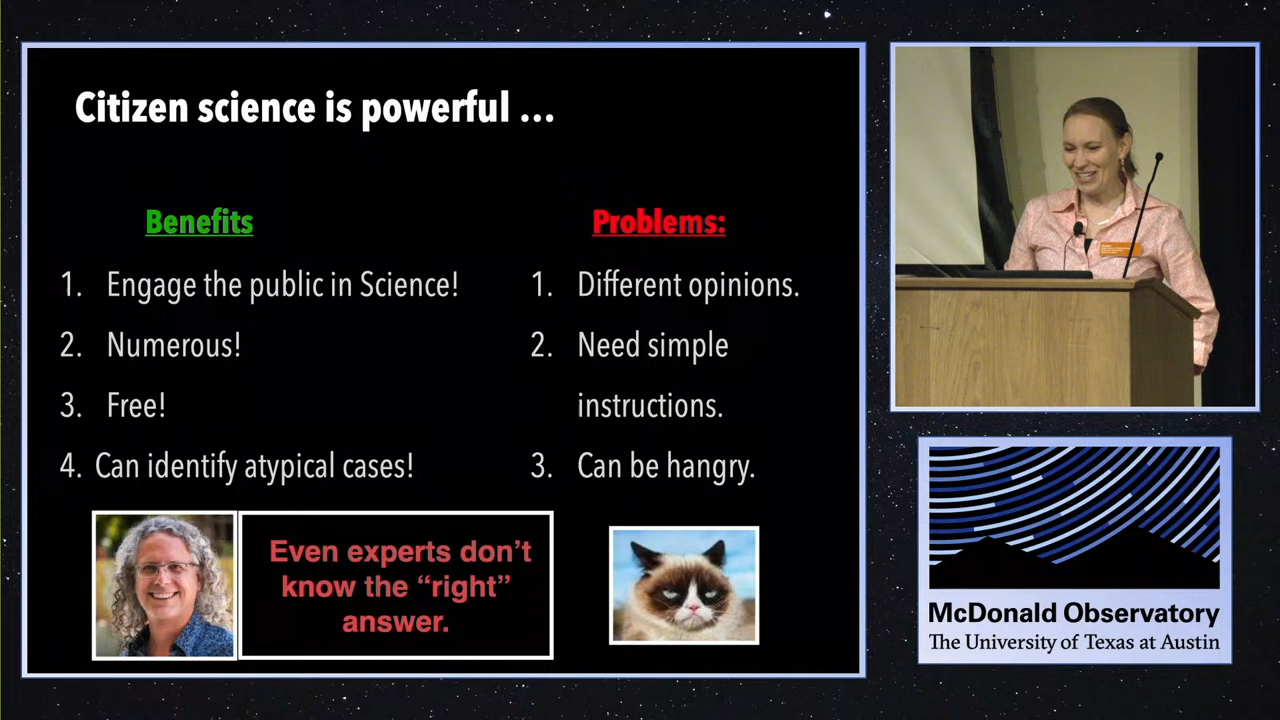 Citizen science is powerful ...
Benefits
1. Engage the public in Science!
2. Numerous!
3. Free!
4. Can identify atypical cases!
Even experts don't
know the “right”
answer.
Problems:
1. Different opinions.
2. Need simple
instructions.
3. Can be hangry.
McDonald Observatory
The University of Texas at Austin